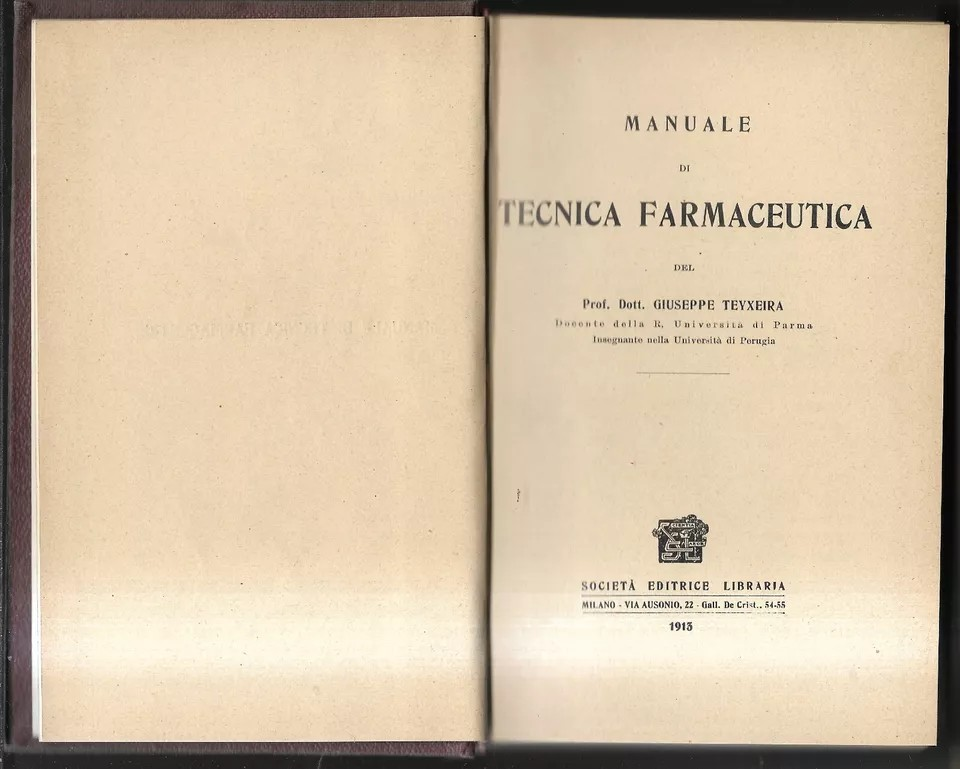 MANUALE
DI
TECNICA FARMACEUTICA
DEL
Prof. Dott. GIUSEPPE TEYXEIRA
Docente della R. Università di Parma
Insegnante nella Università di Perugia
SOCIETÀ EDITRICE LIBRARIA
MILANO - VIA AUSONIO, 22 - Gall. De Crist., 54-55
1913